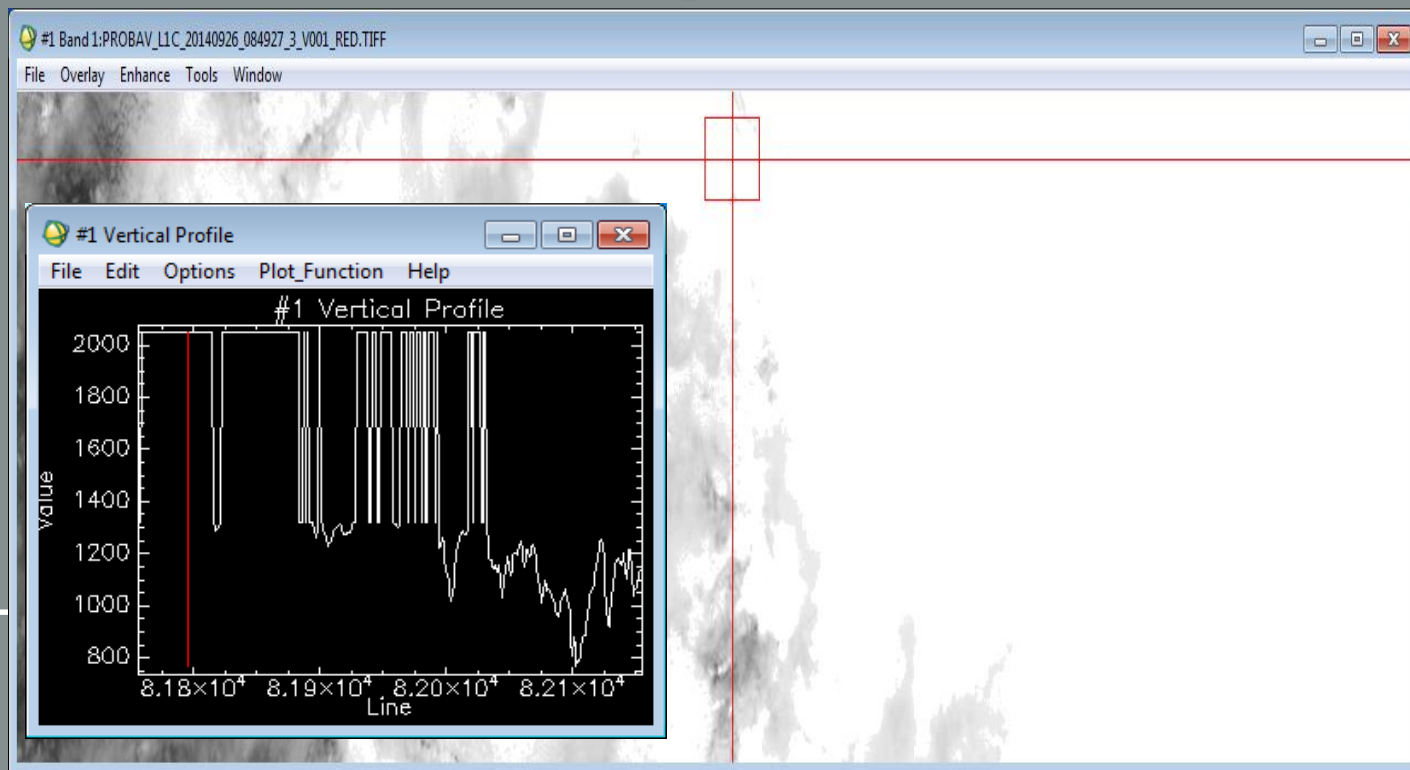 #1 Band 1:PROBAV_L1C_20140926_084927_3_V001_RED.TIFF
File Overlay Enhance Tools Window
#1 Vertical Profile
File Edit Options Plot_Function Help
#1 Vertical Profile
2000
1800
1600
1400
1200
1000
800
Value
8.18×10⁴ 8.19×10⁴ 8.20×10⁴ 8.21×10⁴
Line